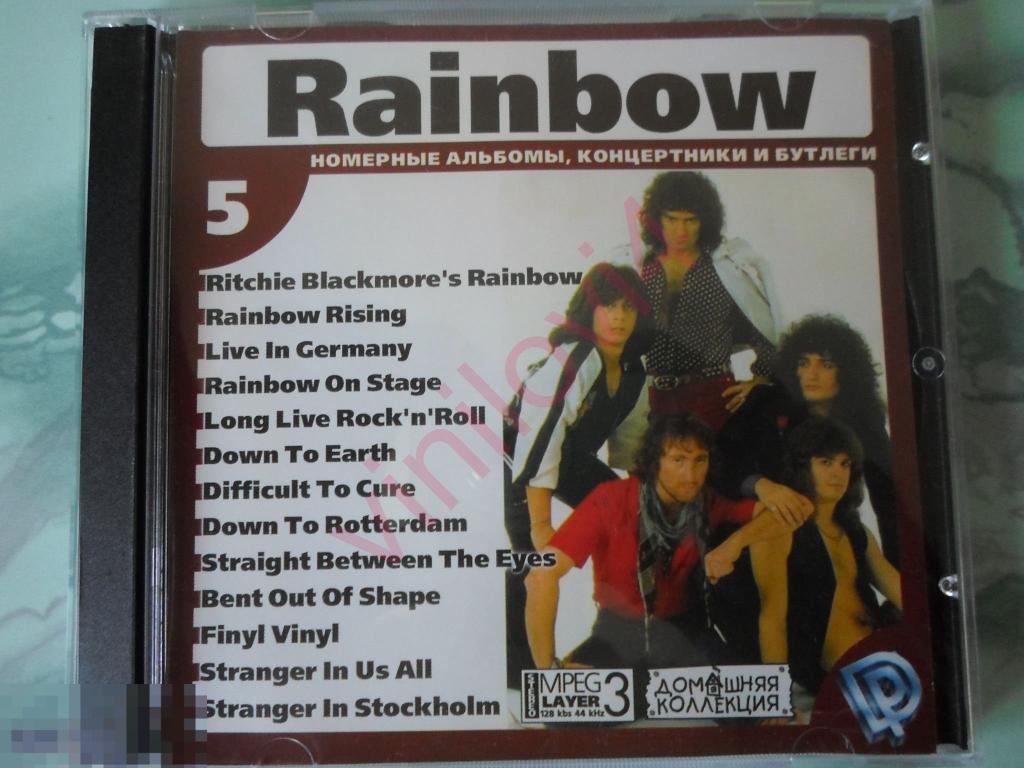 Rainbow
НОМЕРНЫЕ АЛЬБОМЫ, КОНЦЕРТНИКИ И БУТЛЕГИ
5
Ritchie Blackmore's Rainbow
Rainbow Rising
Live In Germany
Rainbow On Stage
Long Live Rock'n'Roll
Down To Earth
Difficult To Cure
Down To Rotterdam
Straight Between The Eyes
Bent Out Of Shape
Finyl Vinyl
Stranger In Us All
Stranger In Stockholm
STEREO
MPEG
LAYER 3
128 kbs 44 kHz
ДОМАШНЯЯ
КОЛЛЕКЦИЯ
DP